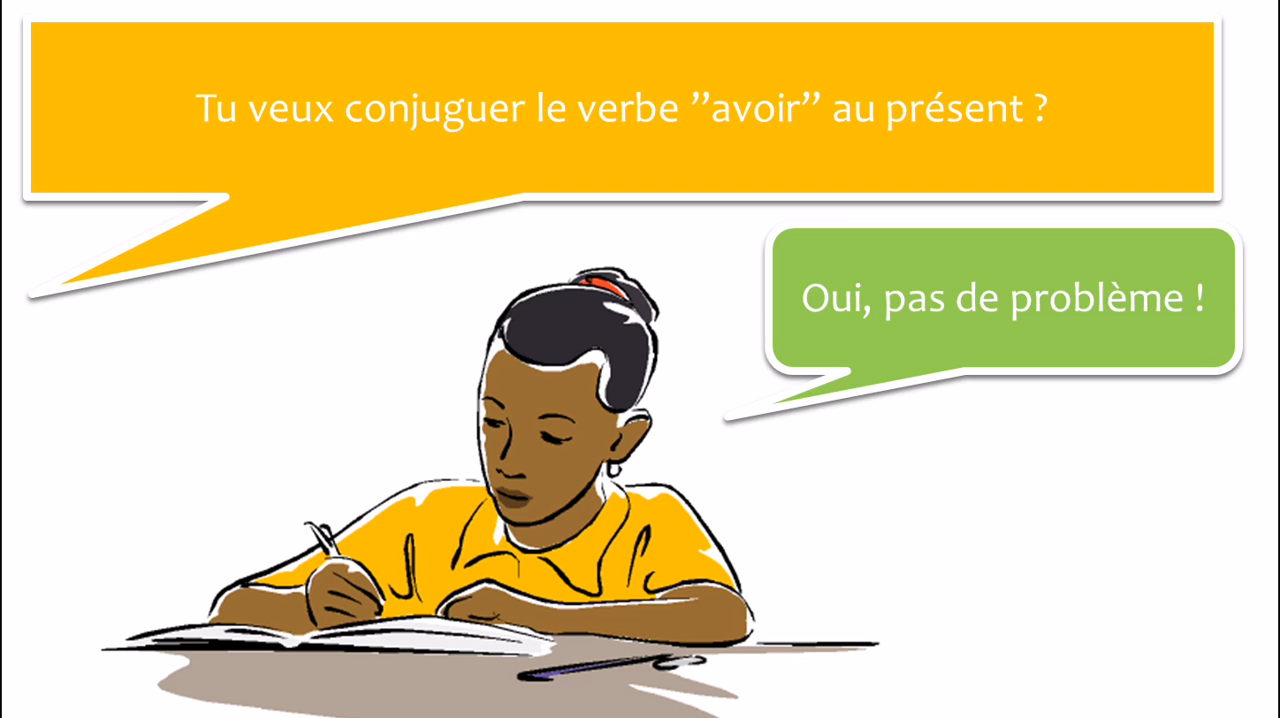 Tu veux conjuguer le verbe ”avoir” au présent ?
Oui, pas de problème !